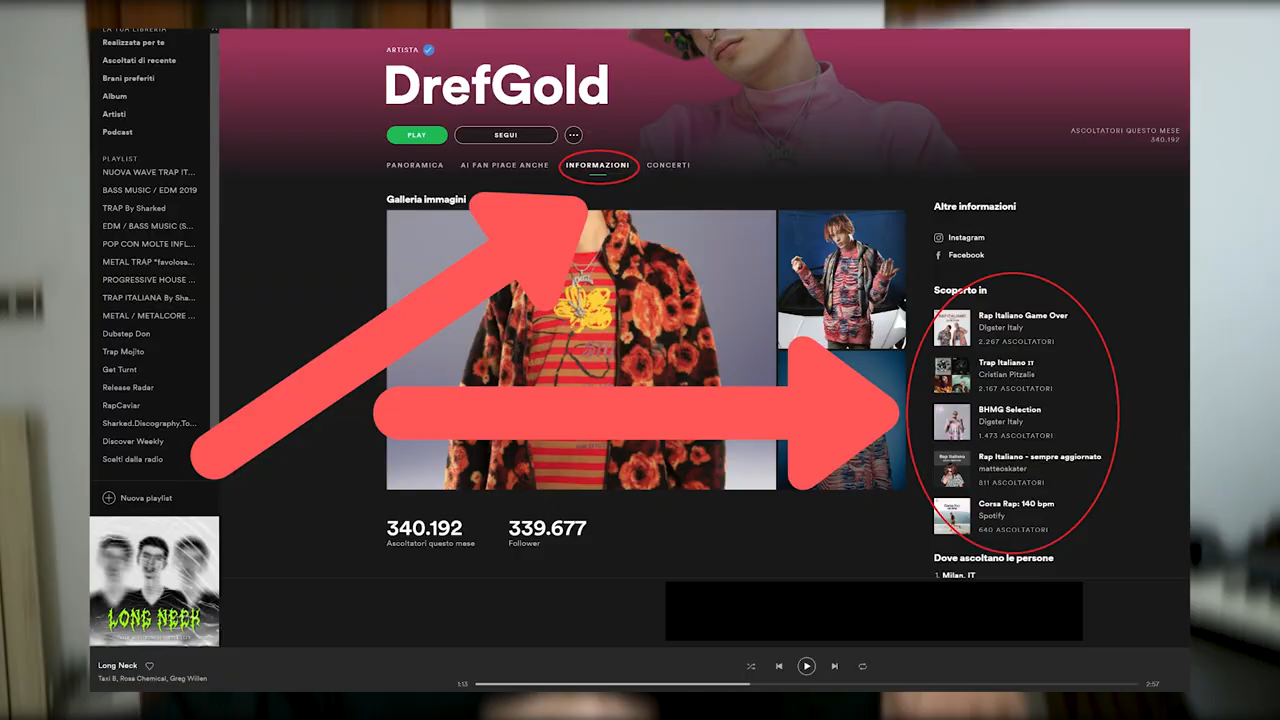 LA TUA LIBRERIA
Realizzata per te
Ascoltati di recente
Brani preferiti
Album
Artisti
Podcast
PLAYLIST
NUOVA WAVE TRAP IT...
BASS MUSIC / EDM 2019
TRAP By Sharked
EDM / BASS MUSIC (S...
POP CON MOLTE INFL...
METAL TRAP *favolosa...
PROGRESSIVE HOUSE ...
TRAP ITALIANA By Sha...
METAL / METALCORE ...
Dubstep Don
Trap Mojito
Get Turnt
Release Radar
RapCaviar
Sharked.Discography.To...
Discover Weekly
Scelti dalla radio
Nuova playlist
LONG NECK
Long Neck
Taxi B, Rosa Chemical, Greg Willen
ARTISTA
DrefGold
PLAY
SEGUI
ASCOLTATORI QUESTO MESE
340.192
PANORAMICA
AI FAN PIACE ANCHE
INFORMAZIONI
CONCERTI
Galleria immagini
340.192
Ascoltatori questo mese
339.677
Follower
Altre informazioni
Instagram
Facebook
Scoperto in
Rap Italiano Game Over
Digster Italy
2.267 ASCOLTATORI
Trap Italiano π
Cristian Pitzalis
2.167 ASCOLTATORI
BHMG Selection
Digster Italy
1.473 ASCOLTATORI
Rap Italiano - sempre aggiornato
matteoskater
811 ASCOLTATORI
Corsa Rap: 140 bpm
Spotify
640 ASCOLTATORI
Dove ascoltano le persone
1. Milan, IT
1:13
2:57